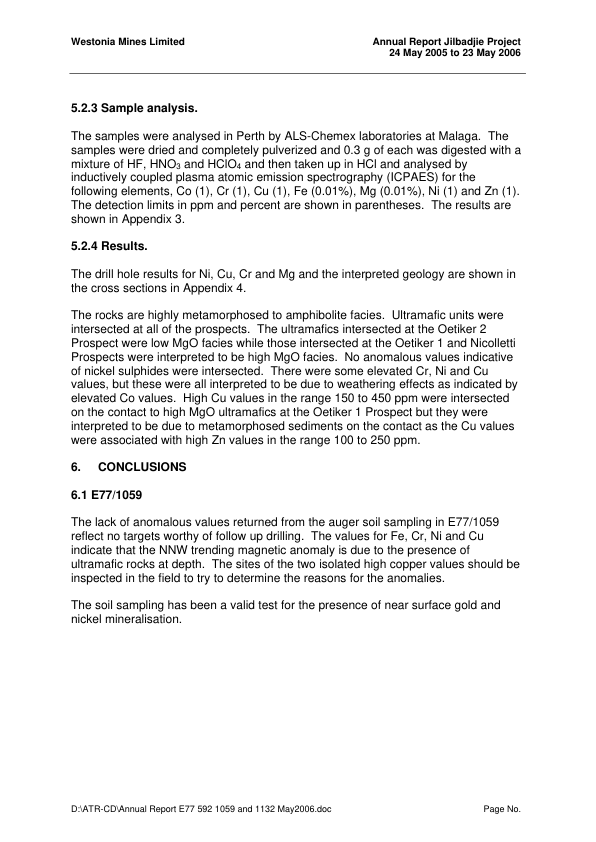 Westonia Mines Limited Annual Report Jilbadjie Project
24 May 2005 to 23 May 2006
5.2.3 Sample analysis.
The samples were analysed in Perth by ALS-Chemex laboratories at Malaga. The
samples were dried and completely pulverized and 0.3 g of each was digested with a
mixture of HF, HNO3 and HClO4 and then taken up in HCl and analysed by
inductively coupled plasma atomic emission spectrography (ICPAES) for the
following elements, Co (1), Cr (1), Cu (1), Fe (0.01%), Mg (0.01%), Ni (1) and Zn (1).
The detection limits in ppm and percent are shown in parentheses. The results are
shown in Appendix 3.
5.2.4 Results.
The drill hole results for Ni, Cu, Cr and Mg and the interpreted geology are shown in
the cross sections in Appendix 4.
The rocks are highly metamorphosed to amphibolite facies. Ultramafic units were
intersected at all of the prospects. The ultramafics intersected at the Oetiker 2
Prospect were low MgO facies while those intersected at the Oetiker 1 and Nicolletti
Prospects were interpreted to be high MgO facies. No anomalous values indicative
of nickel sulphides were intersected. There were some elevated Cr, Ni and Cu
values, but these were all interpreted to be due to weathering effects as indicated by
elevated Co values. High Cu values in the range 150 to 450 ppm were intersected
on the contact to high MgO ultramafics at the Oetiker 1 Prospect but they were
interpreted to be due to metamorphosed sediments on the contact as the Cu values
were associated with high Zn values in the range 100 to 250 ppm.
6. CONCLUSIONS
6.1 E77/1059
The lack of anomalous values returned from the auger soil sampling in E77/1059
reflect no targets worthy of follow up drilling. The values for Fe, Cr, Ni and Cu
indicate that the NNW trending magnetic anomaly is due to the presence of
ultramafic rocks at depth. The sites of the two isolated high copper values should be
inspected in the field to try to determine the reasons for the anomalies.
The soil sampling has been a valid test for the presence of near surface gold and
nickel mineralisation.
D:\ATR-CD\Annual Report E77 592 1059 and 1132 May2006.doc Page No.